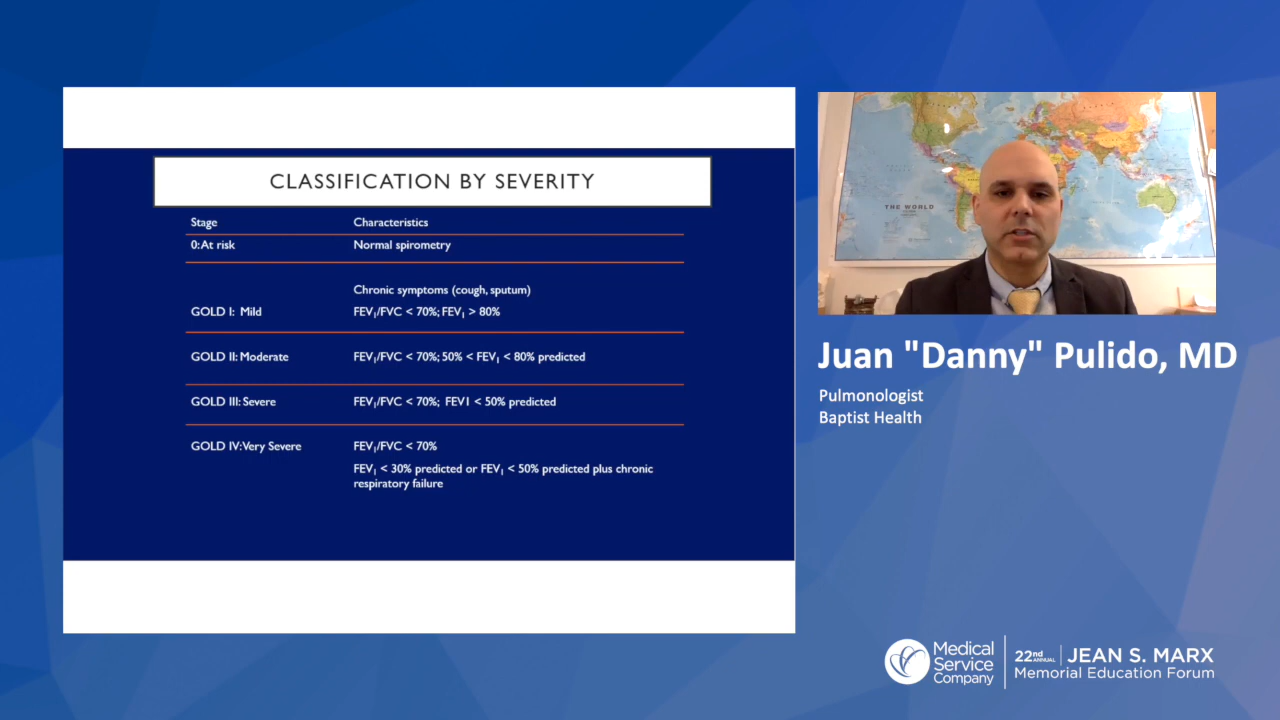 CLASSIFICATION BY SEVERITY
Stage Characteristics
0: At risk Normal spirometry
Chronic symptoms (cough, sputum)
GOLD I: Mild FEV₁/FVC < 70%; FEV₁ > 80%
GOLD II: Moderate FEV₁/FVC < 70%; 50% < FEV₁ < 80% predicted
GOLD III: Severe FEV₁/FVC < 70%; FEV1 < 50% predicted
GOLD IV: Very Severe FEV₁/FVC < 70%
FEV₁ < 30% predicted or FEV₁ < 50% predicted plus chronic
respiratory failure
THE WORLD
Juan "Danny" Pulido, MD
Pulmonologist
Baptist Health
Medical
Service
Company
22nd ANNUAL JEAN S. MARX
Memorial Education Forum